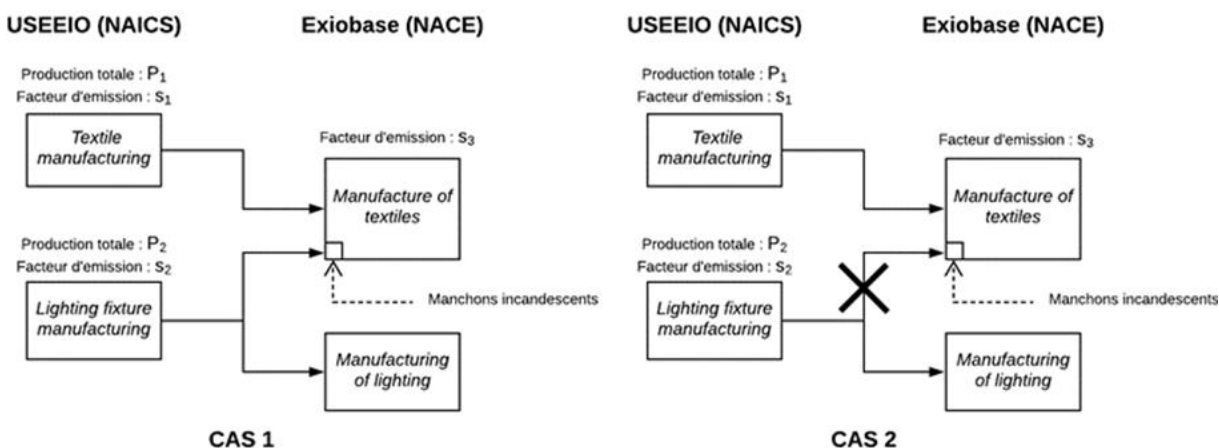 USEEIO (NAICS)
Exiobase (NACE)
Production totale : P1
Facteur d'emission : s1
Textile
manufacturing
Facteur d'emission : s3
Manufacture of
textiles
Production totale : P2
Facteur d'emission : s2
Lighting fixture
manufacturing
Manchons incandescents
Manufacturing
of lighting
CAS 1
USEEIO (NAICS)
Exiobase (NACE)
Production totale : P1
Facteur d'emission : s1
Textile
manufacturing
Facteur d'emission : s3
Manufacture of
textiles
Production totale : P2
Facteur d'emission : s2
Lighting fixture
manufacturing
Manchons incandescents
Manufacturing
of lighting
CAS 2